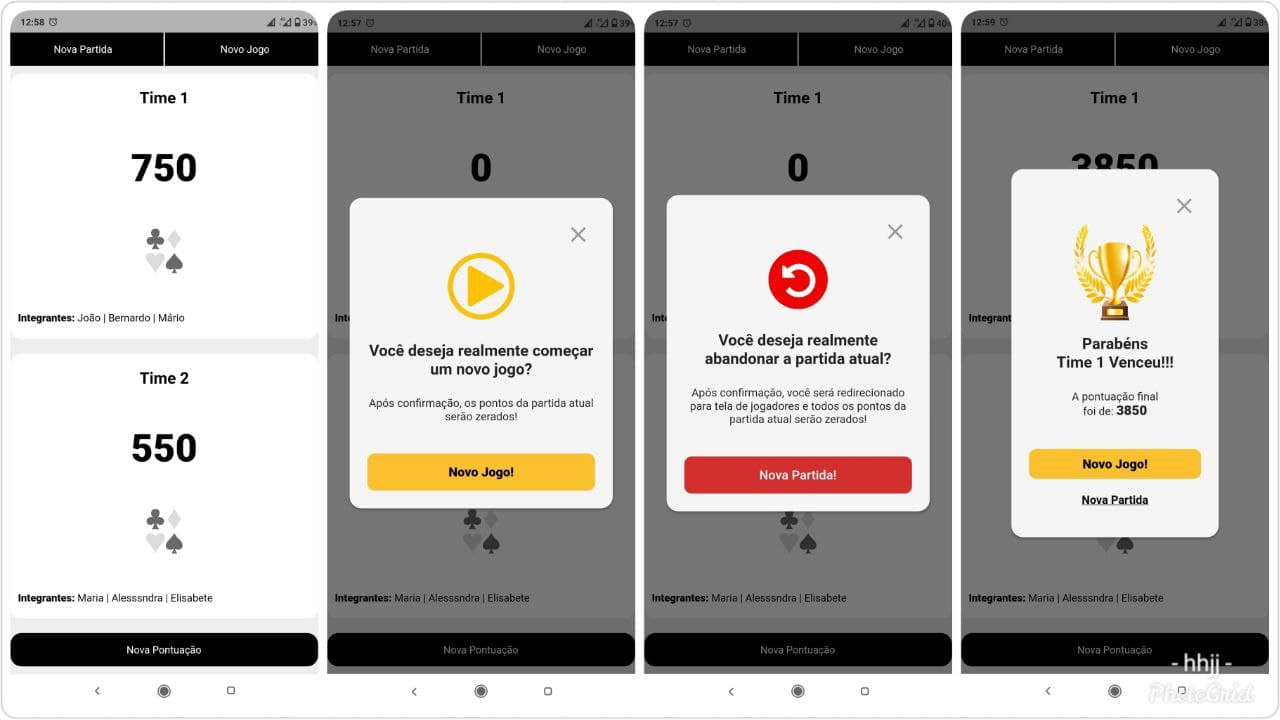 12:58 39
Nova Partida Novo Jogo
Time 1
750
Integrantes: João | Bernardo | Mário
Time 2
550
Integrantes: Maria | Alesssndra | Elisabete
Nova Pontuação
12:57 39
Nova Partida Novo Jogo
Time 1
0
Você deseja realmente começar
um novo jogo?
Após confirmação, os pontos da partida atual
serão zerados!
Novo Jogo!
Inte
Integrantes: Maria | Alesssndra | Elisabete
Nova Pontuação
12:57 40
Nova Partida Novo Jogo
Time 1
0
Você deseja realmente
abandonar a partida atual?
Após confirmação, você será redirecionado
para tela de jogadores e todos os pontos da
partida atual serão zerados!
Nova Partida!
Inte
Integrantes: Maria | Alesssndra | Elisabete
Nova Pontuação
12:59 38
Nova Partida Novo Jogo
Time 1
3850
Parabéns
Time 1 Venceu!!!
A pontuação final
foi de: 3850
Novo Jogo!
Nova Partida
Integrant
Integrantes: Maria | Alesssndra | Elisabete
Nova Pontuação
- hhjj -
PhotoGrid